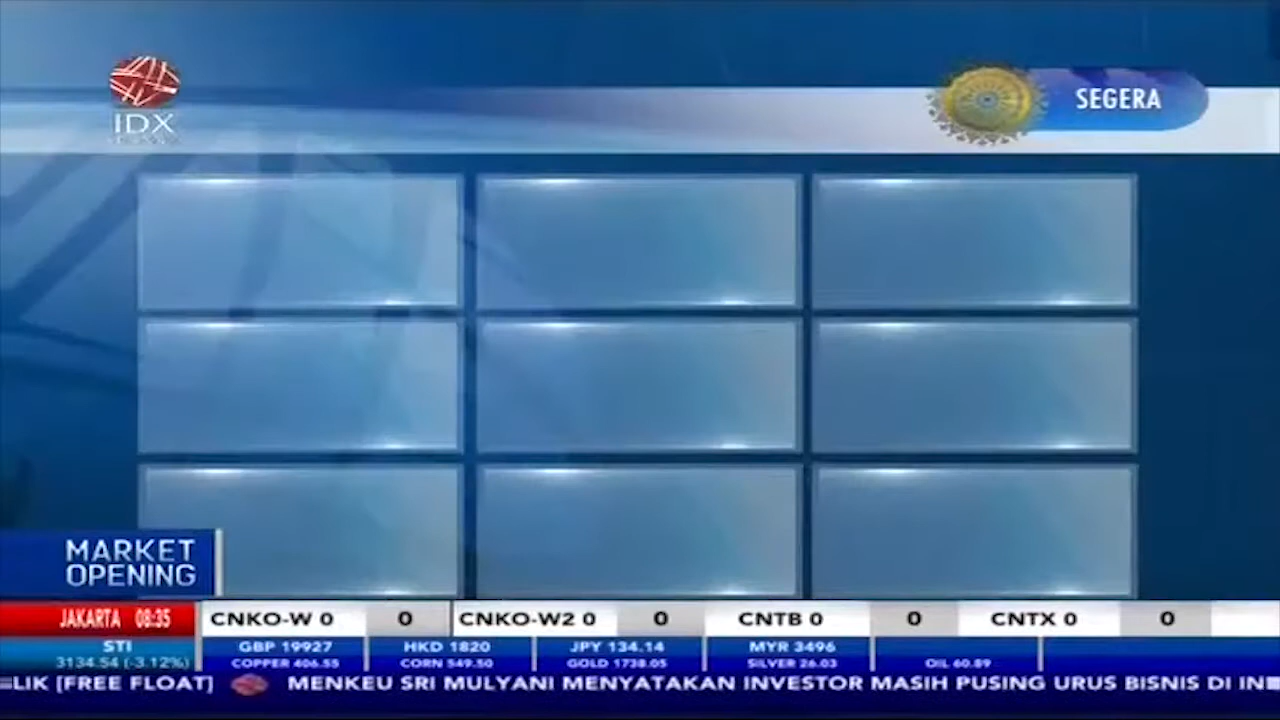 IDX
SEGERA
MARKET
OPENING
JAKARTA 08:35
CNKO-W 0 0 CNKO-W2 0 0 CNTB 0 0 CNTX 0 0
STI
3134.54 (-3.12%)
GBP 19927 HKD 1820 JPY 134.14 MYR 3496
COPPER 406.55 CORN 549.50 GOLD 1738.05 SILVER 26.03 OIL 60.89
LIK [FREE FLOAT] MENKEU SRI MULYANI MENYATAKAN INVESTOR MASIH PUSING URUS BISNIS DI IN